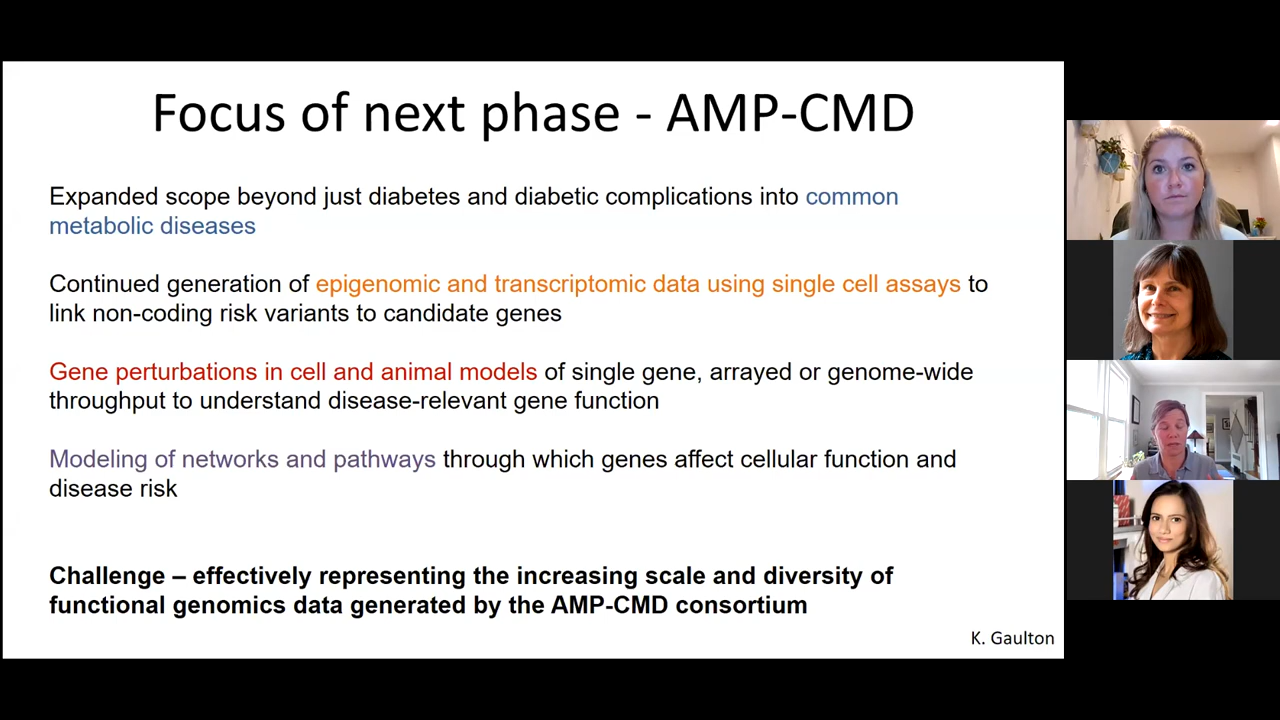 Focus of next phase - AMP-CMD
Expanded scope beyond just diabetes and diabetic complications into common
metabolic diseases
Continued generation of epigenomic and transcriptomic data using single cell assays to
link non-coding risk variants to candidate genes
Gene perturbations in cell and animal models of single gene, arrayed or genome-wide
throughput to understand disease-relevant gene function
Modeling of networks and pathways through which genes affect cellular function and
disease risk
Challenge – effectively representing the increasing scale and diversity of
functional genomics data generated by the AMP-CMD consortium
K. Gaulton